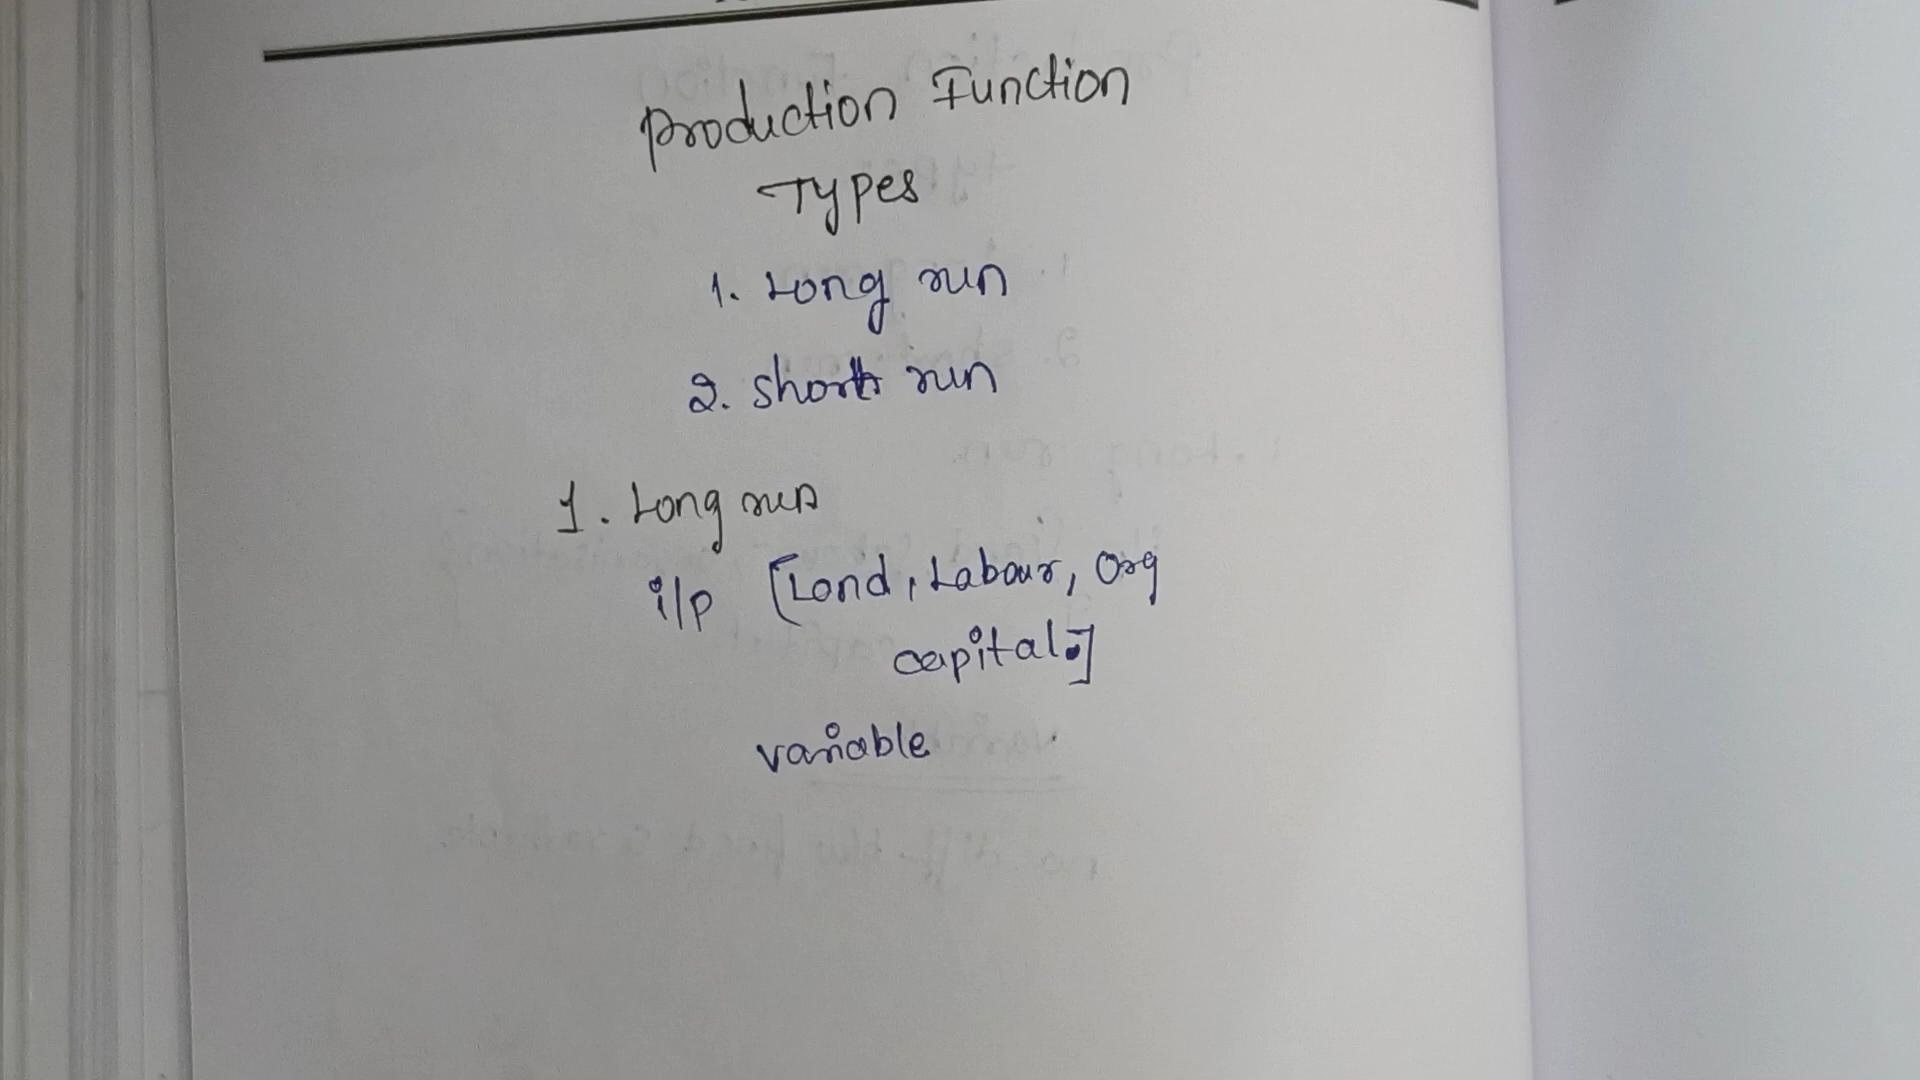 Production Function
Types
1. Long run
2. short run
1. Long run
i/p [Land, Labour, Org
capital.]
variable